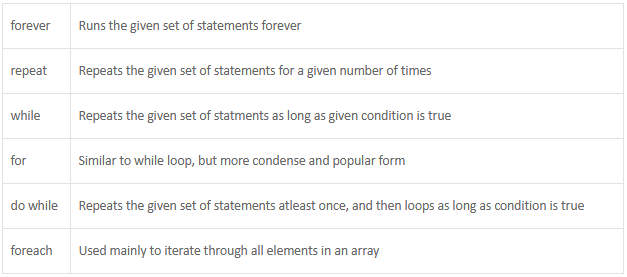 forever Runs the given set of statements forever
repeat Repeats the given set of statements for a given number of times
while Repeats the given set of statments as long as given condition is true
for Similar to while loop, but more condense and popular form
do while Repeats the given set of statements atleast once, and then loops as long as condition is true
foreach Used mainly to iterate through all elements in an array